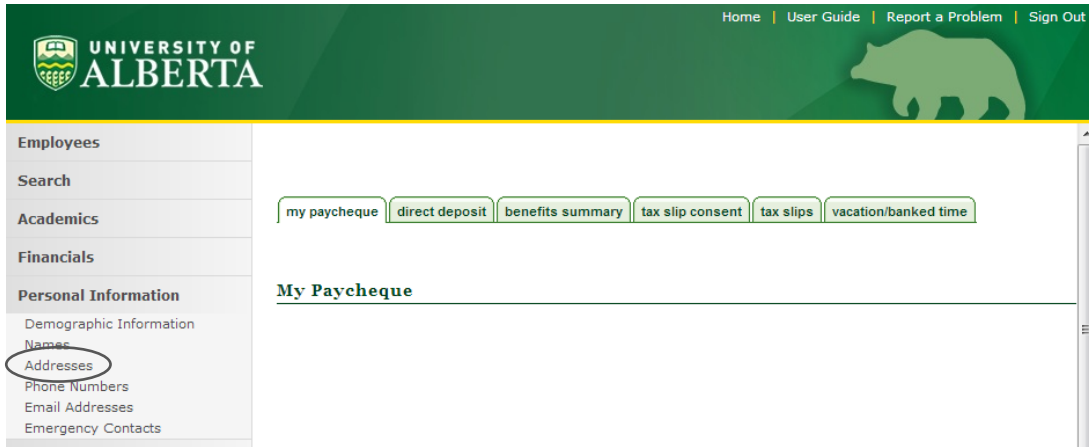 Home | User Guide | Report a Problem | Sign Out
UNIVERSITY OF
ALBERTA
Employees
Search
Academics
Financials
Personal Information
Demographic Information
Names
Addresses
Phone Numbers
Email Addresses
Emergency Contacts
my paycheque direct deposit benefits summary tax slip consent tax slips vacation/banked time
My Paycheque